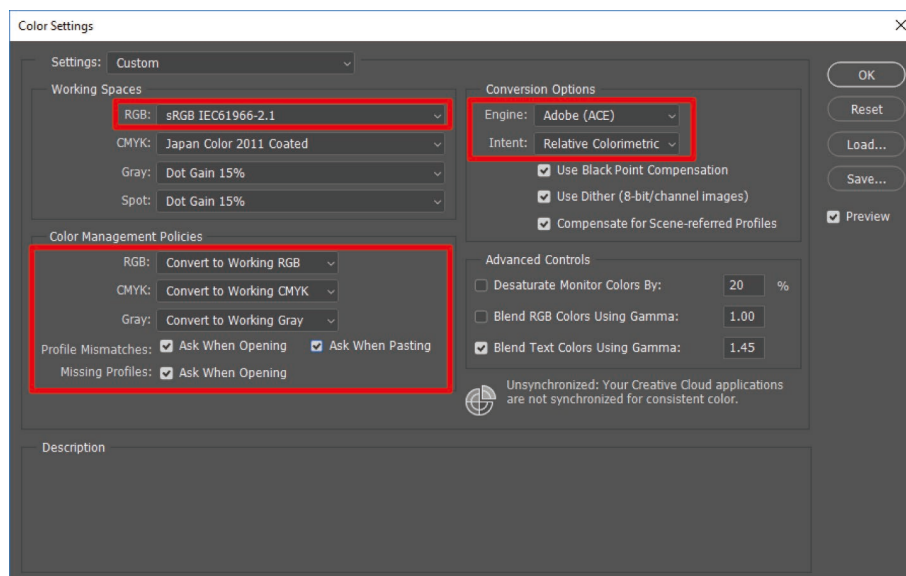 Color Settings
Settings: Custom
Working Spaces
RGB: sRGB IEC61966-2.1
CMYK: Japan Color 2011 Coated
Gray: Dot Gain 15%
Spot: Dot Gain 15%
Color Management Policies
RGB: Convert to Working RGB
CMYK: Convert to Working CMYK
Gray: Convert to Working Gray
Profile Mismatches: Ask When Opening Ask When Pasting
Missing Profiles: Ask When Opening
Conversion Options
Engine: Adobe (ACE)
Intent: Relative Colorimetric
Use Black Point Compensation
Use Dither (8-bit/channel images)
Compensate for Scene-referred Profiles
Advanced Controls
Desaturate Monitor Colors By: 20 %
Blend RGB Colors Using Gamma: 1.00
Blend Text Colors Using Gamma: 1.45
Unsynchronized: Your Creative Cloud applications
are not synchronized for consistent color.
OK
Reset
Load...
Save...
Preview
Description